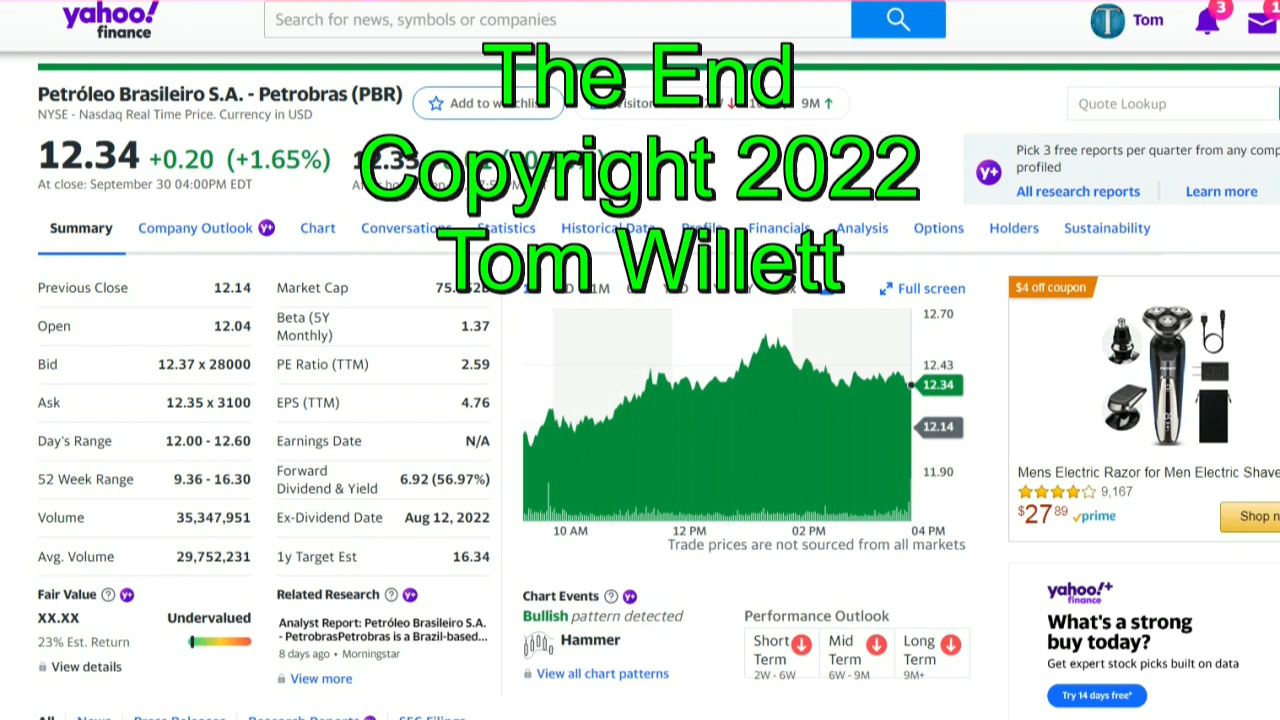 yahoo!
finance
Search for news, symbols or companies
Tom
3
1
The End
Copyright 2022
Tom Willett
Petróleo Brasileiro S.A. - Petrobras (PBR)
NYSE - Nasdaq Real Time Price. Currency in USD
Add to
9M
Quote Lookup
12.34 +0.20 (+1.65%)
At close: September 30 04:00PM EDT
Pick 3 free reports per quarter from any
profiled
All research reports
Learn more
Summary
Company Outlook
Chart
Conversations
Statistics
Historical Data
Profile
Financials
Analysis
Options
Holders
Sustainability
Previous Close 12.14
Open 12.04
Bid 12.37 x 28000
Ask 12.35 x 3100
Day's Range 12.00 - 12.60
52 Week Range 9.36 - 16.30
Volume 35,347,951
Avg. Volume 29,752,231
Market Cap
Beta (5Y
Monthly) 1.37
PE Ratio (TTM) 2.59
EPS (TTM) 4.76
Earnings Date N/A
Forward
Dividend & Yield 6.92 (56.97%)
Ex-Dividend Date Aug 12, 2022
1y Target Est 16.34
1M
Full screen
12.70
12.43
12.34
12.14
11.90
10 AM 12 PM 02 PM 04 PM
Trade prices are not sourced from all markets
$4 off coupon
Mens Electric Razor for Men Electric Shave
9,167
$27 89 prime
Shop
Fair Value
XX.XX Undervalued
23% Est. Return
View details
Related Research
Analyst Report: Petróleo Brasileiro S.A.
- PetrobrasPetrobras is a Brazil-based...
8 days ago • Morningstar
View more
Chart Events
Bullish pattern detected
Hammer
View all chart patterns
Performance Outlook
Short
Term
2W - 6W
Mid
Term
6W - 9M
Long
Term
9M+
yahoo!+
finance
What's a strong
buy today?
Get expert stock picks built on data
Try 14 days free*
All News Press Releases Research Reports SEC Filings